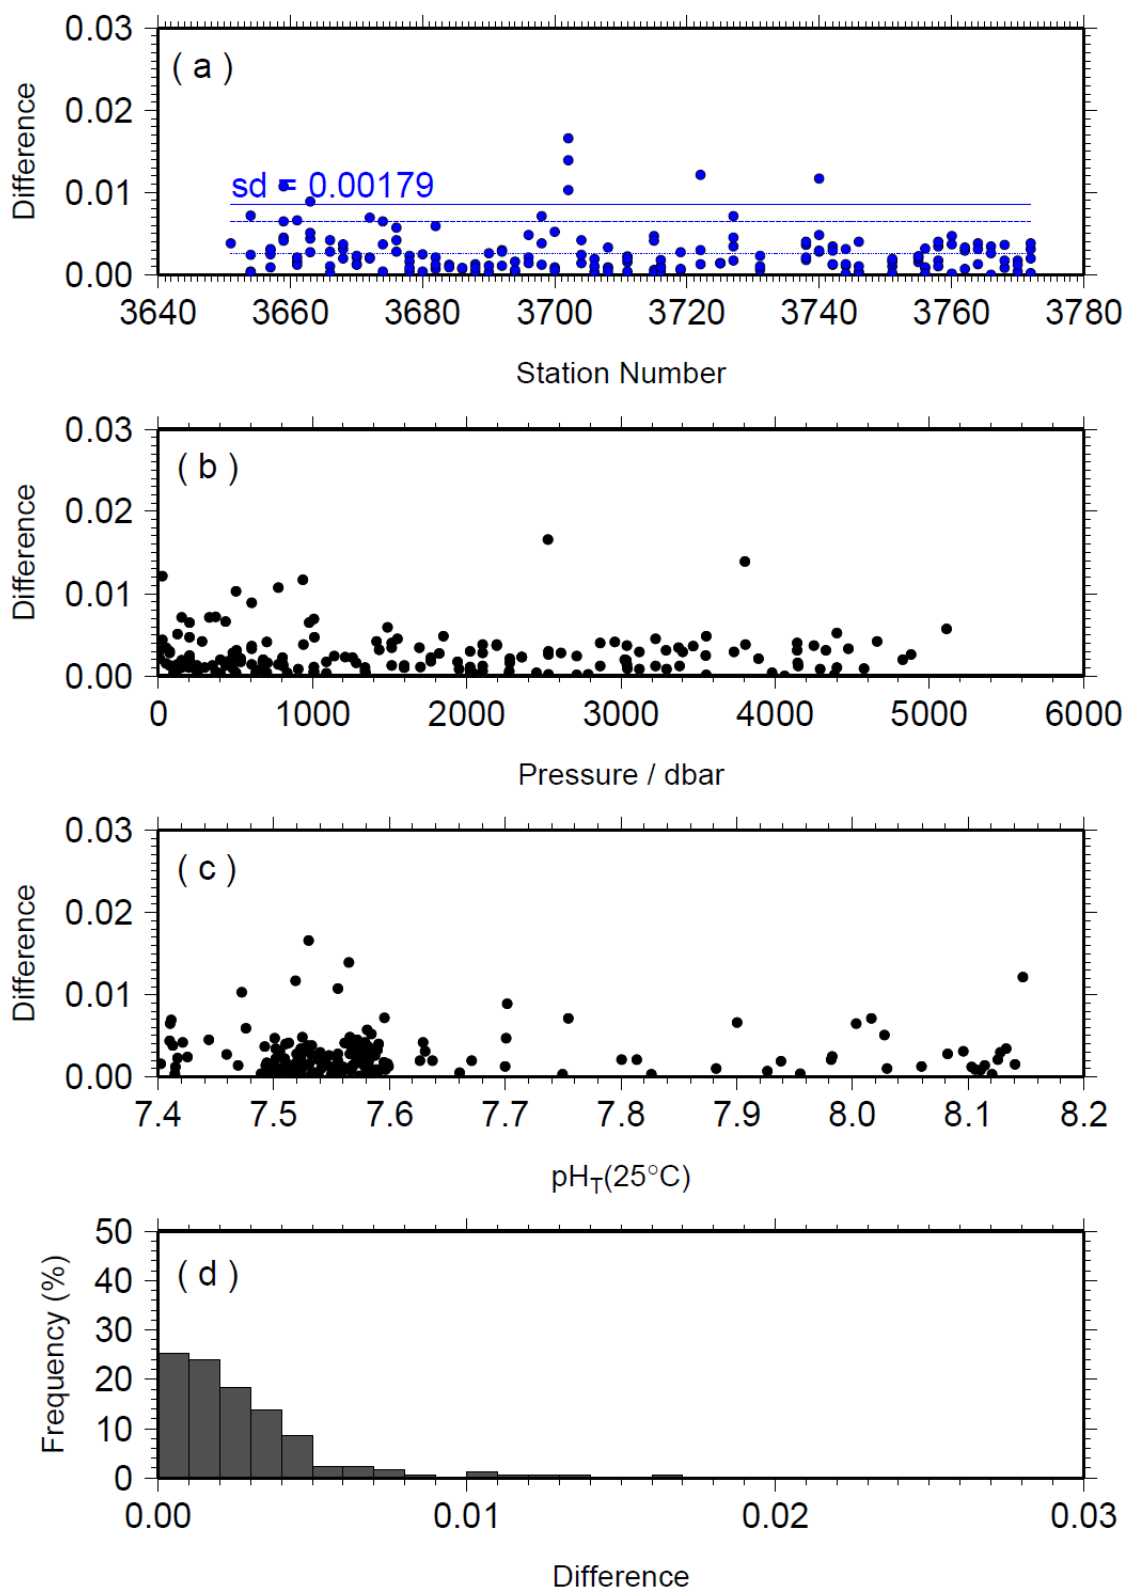 0.03
( a )
0.02
Difference
0.01
sd = 0.00179
0.00
3640 3660 3680 3700 3720 3740 3760 3780
Station Number
0.03
( b )
0.02
Difference
0.01
0.00
0 1000 2000 3000 4000 5000 6000
Pressure / dbar
0.03
( c )
0.02
Difference
0.01
0.00
7.4 7.5 7.6 7.7 7.8 7.9 8.0 8.1 8.2
pH_T(25°C)
50
( d )
40
30
Frequency (%)
20
10
0
0.00 0.01 0.02 0.03
Difference